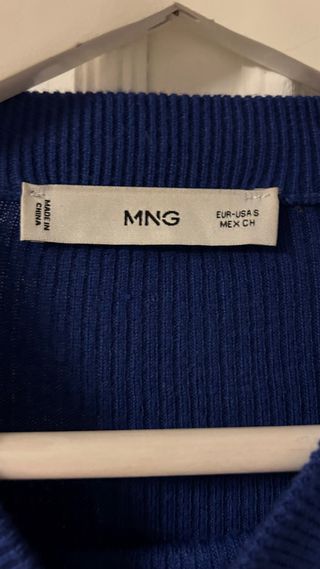 MADE IN
CHINA
MNG
EUR-USA S
MEX CH